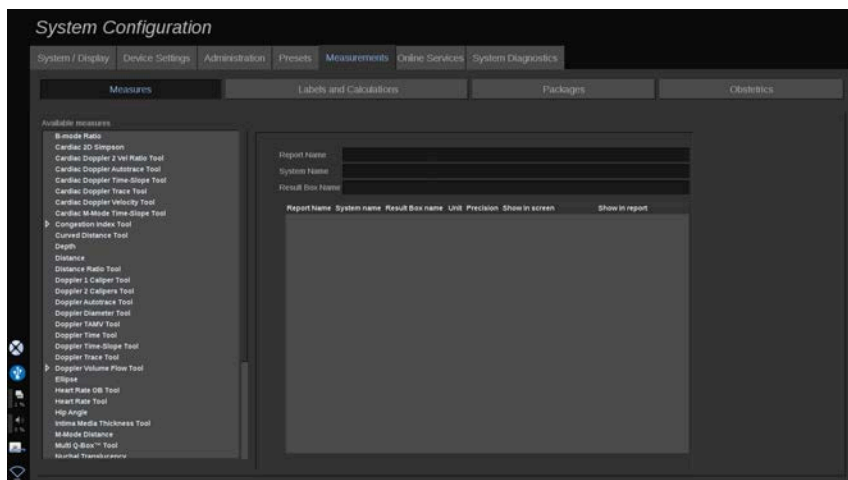 System Configuration
System / Display Device Settings Administration Presets Measurements Online Services System Diagnostics
Measures Labels and Calculations Packages Obstetrics
Available measures
B-mode Ratio
Cardiac 2D Simpson
Cardiac Doppler 2 Vel Ratio Tool
Cardiac Doppler Autotrace Tool
Cardiac Doppler Time-Slope Tool
Cardiac Doppler Trace Tool
Cardiac Doppler Velocity Tool
Cardiac M-Mode Time-Slope Tool
Congestion Index Tool
Curved Distance Tool
Depth
Distance
Distance Ratio Tool
Doppler 1 Caliper Tool
Doppler 2 Calipers Tool
Doppler Autotrace Tool
Doppler Diameter Tool
Doppler TAMV Tool
Doppler Time Tool
Doppler Time-Slope Tool
Doppler Trace Tool
Doppler Volume Flow Tool
Ellipse
Heart Rate OB Tool
Heart Rate Tool
Hip Angle
Intima Media Thickness Tool
M-Mode Distance
Multi Q-Box™ Tool
Nuchal Translucency
Report Name
System Name
Result Box Name
Report Name System name Result Box name Unit Precision Show in screen Show in report